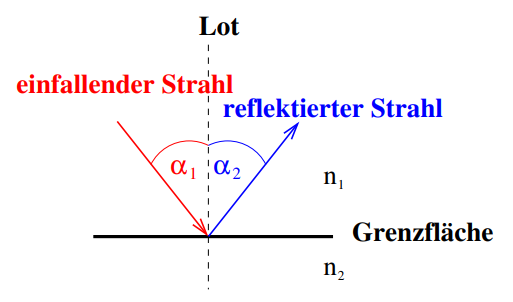 Lot
einfallender Strahl
reflektierter Strahl
α₁ α₂
n₁
Grenzfläche
n₂